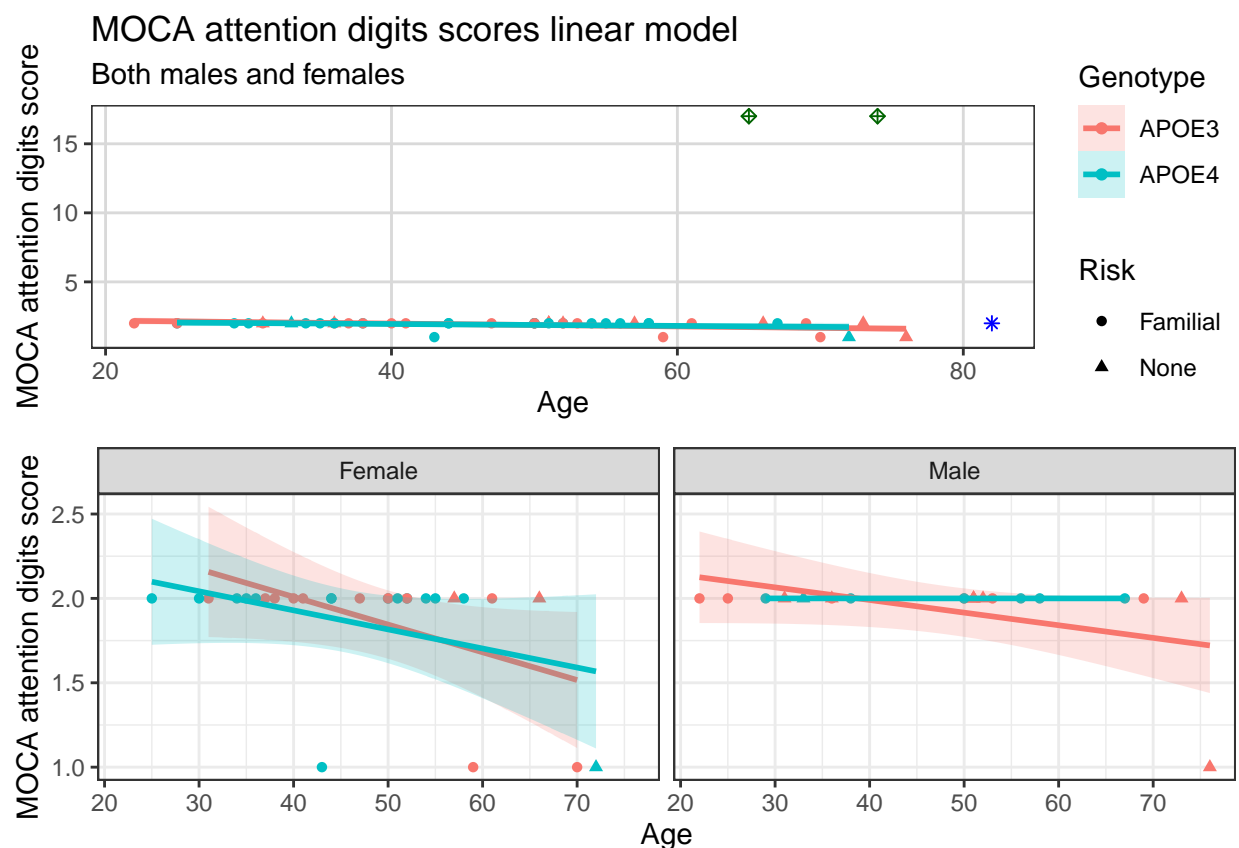 MOCA attention digits scores linear model
Both males and females
MOCA attention digits score
15
10
5
20 40 60 80
Age
Genotype
APOE3
APOE4
Risk
Familial
None
Female Male
MOCA attention digits score
2.5
2.0
1.5
1.0
20 30 40 50 60 70 20 30 40 50 60 70
Age